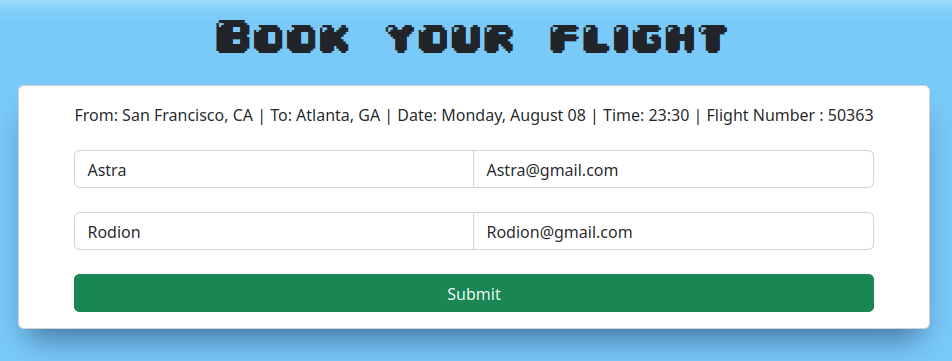 Book your flight
From: San Francisco, CA | To: Atlanta, GA | Date: Monday, August 08 | Time: 23:30 | Flight Number : 50363
Astra Astra@gmail.com
Rodion Rodion@gmail.com
Submit